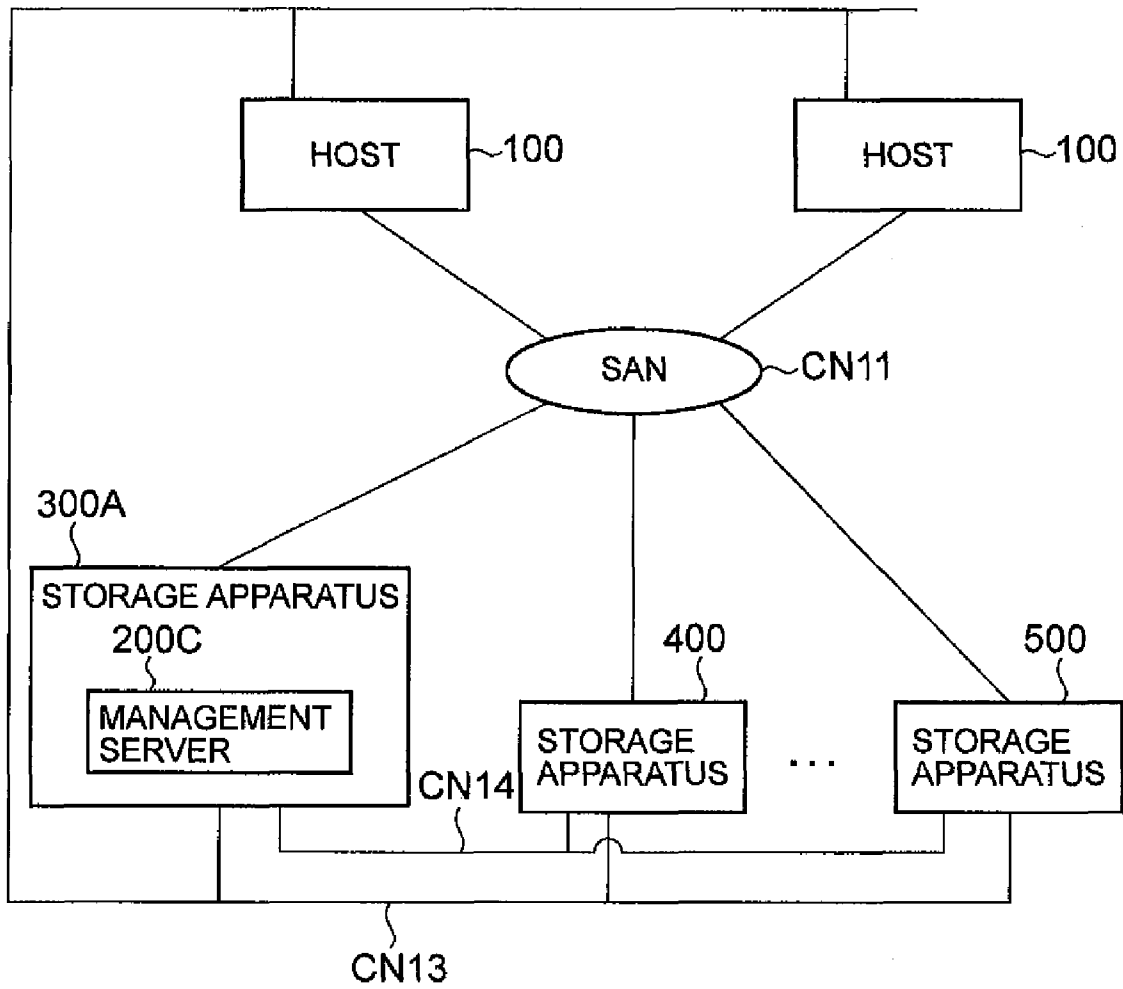 HOST
100
HOST
100
SAN
CN11
300A
STORAGE APPARATUS
200C
MANAGEMENT
SERVER
400
STORAGE
APPARATUS
...
500
STORAGE
APPARATUS
CN14
CN13